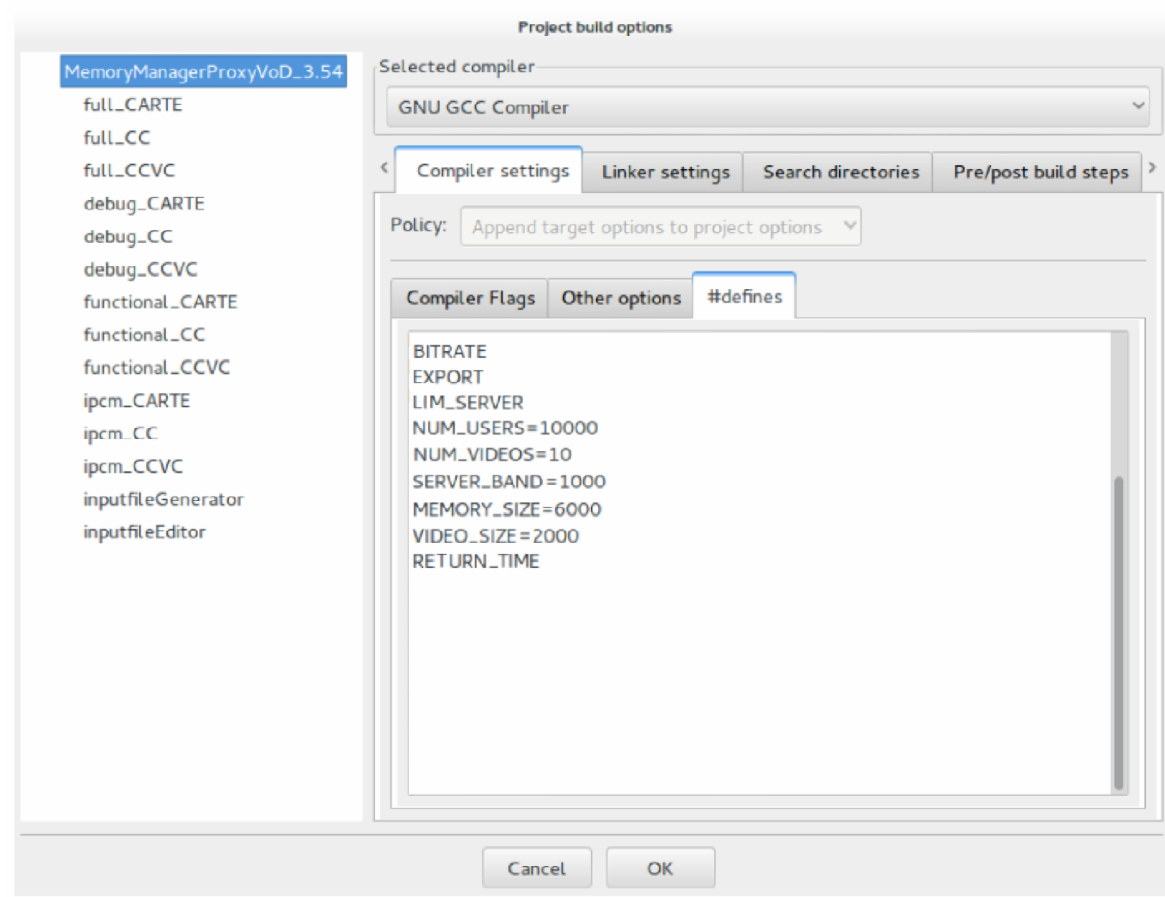 Project build options
MemoryManagerProxyVoD_3.54
full_CARTE
full_CC
full_CCVC
debug_CARTE
debug_CC
debug_CCVC
functional_CARTE
functional_CC
functional_CCVC
ipcm_CARTE
ipcm_CC
ipcm_CCVC
inputfileGenerator
inputfileEditor
Selected compiler
GNU GCC Compiler
Compiler settings Linker settings Search directories Pre/post build steps
Policy: Append target options to project options
Compiler Flags Other options #defines
BITRATE
EXPORT
LIM_SERVER
NUM_USERS=10000
NUM_VIDEOS=10
SERVER_BAND=1000
MEMORY_SIZE=6000
VIDEO_SIZE=2000
RETURN_TIME
Cancel OK